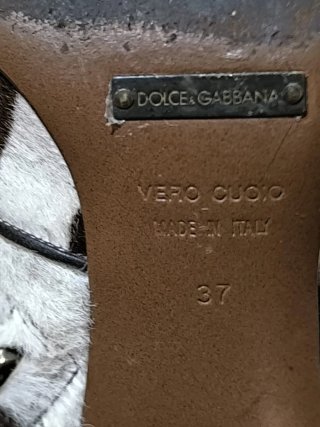 DOLCE&GABBANA
VERO CUOIO
MADE IN ITALY
37